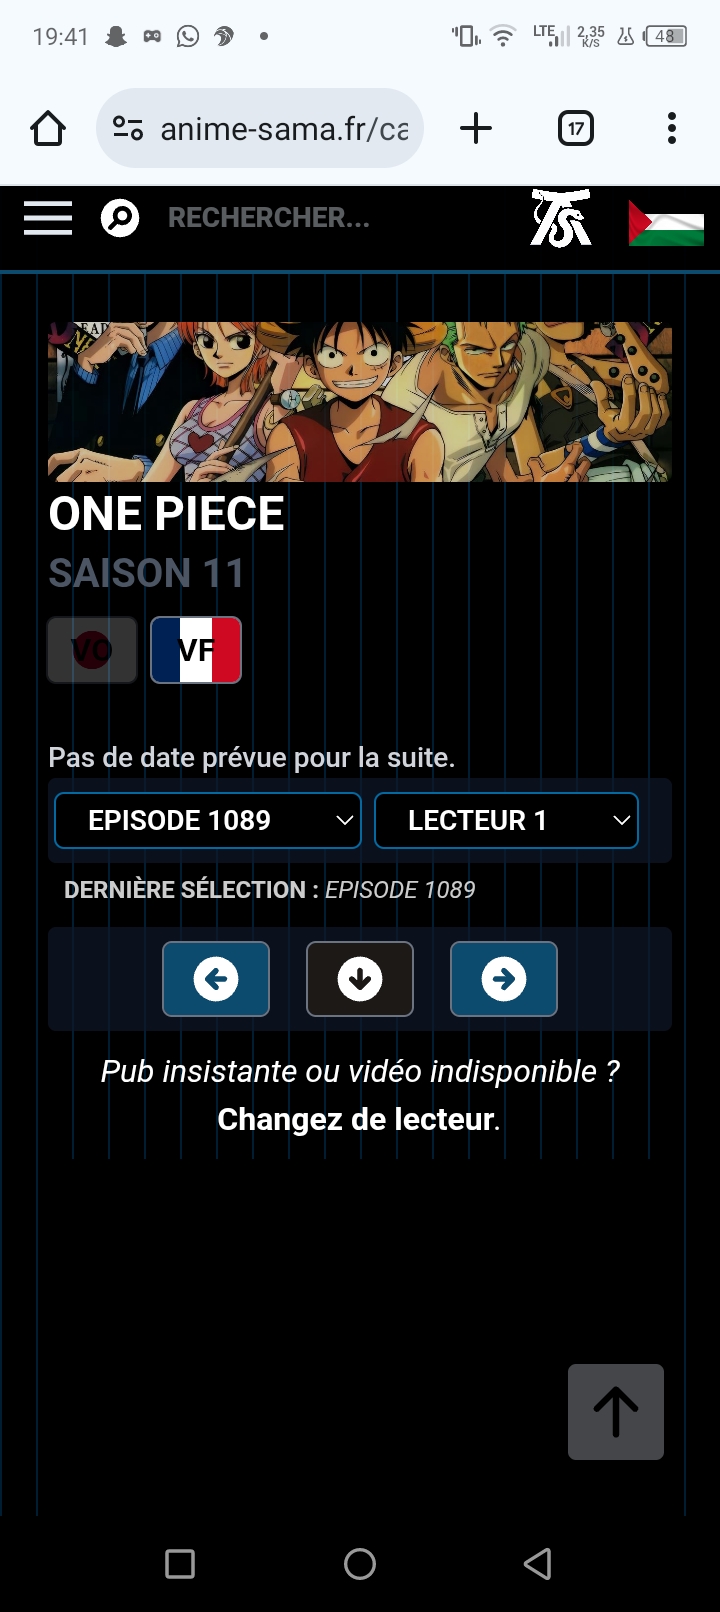 19:41
LTE 2,35 K/S 48
anime-sama.fr/ca
17
RECHERCHER...
EAD
ONE PIECE
SAISON 11
VO VF
Pas de date prévue pour la suite.
EPISODE 1089 LECTEUR 1
DERNIÈRE SÉLECTION : EPISODE 1089
Pub insistante ou vidéo indisponible ?
Changez de lecteur.